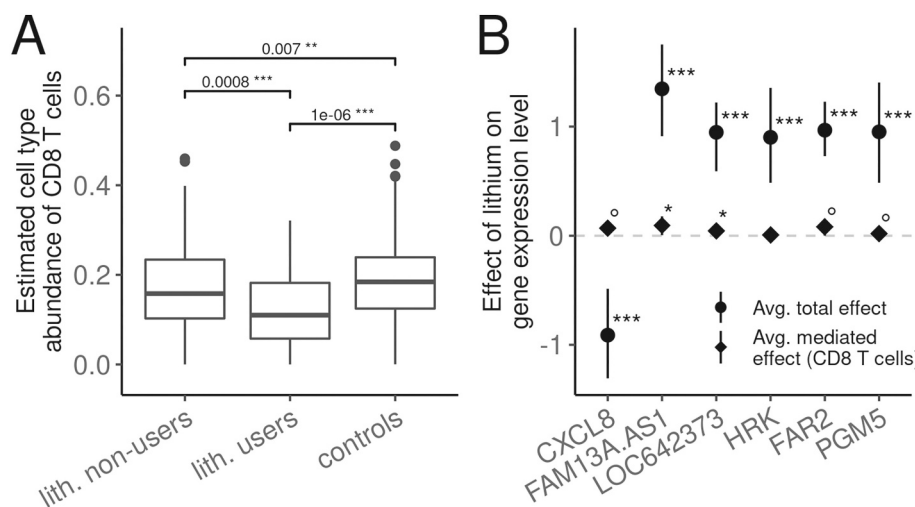 A
Estimated cell type
abundance of CD8 T cells
0.6
0.4
0.2
0.0
0.007 **
0.0008 ***
1e-06 ***
lith. non-users
lith. users
controls
B
Effect of lithium on
gene expression level
1
0
-1
***
***
***
***
***
***
°
*
*
°
°
Avg. total effect
Avg. mediated
effect (CD8 T cells)
CXCL8
FAM13A.AS1
LOC642373
HRK
FAR2
PGM5